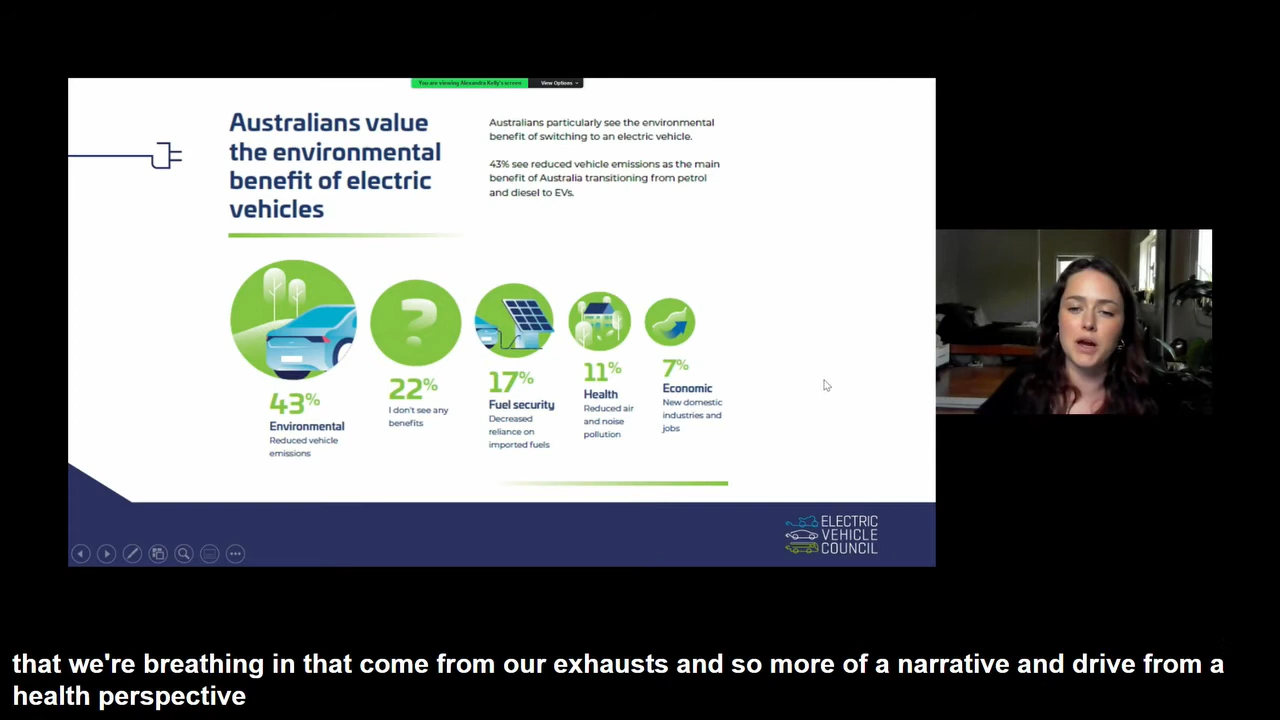 You are viewing Alexandra Kelly's screen
View Options
Australians value
the environmental
benefit of electric
vehicles
Australians particularly see the environmental
benefit of switching to an electric vehicle.
43% see reduced vehicle emissions as the main
benefit of Australia transitioning from petrol
and diesel to EVs.
?
43%
Environmental
Reduced vehicle
emissions
22%
I don't see any
benefits
17%
Fuel security
Decreased
reliance on
imported fuels
11%
Health
Reduced air
and noise
pollution
7%
Economic
New domestic
industries and
jobs
ELECTRIC
VEHICLE
COUNCIL
that we're breathing in that come from our exhausts and so more of a narrative and drive from a
health perspective